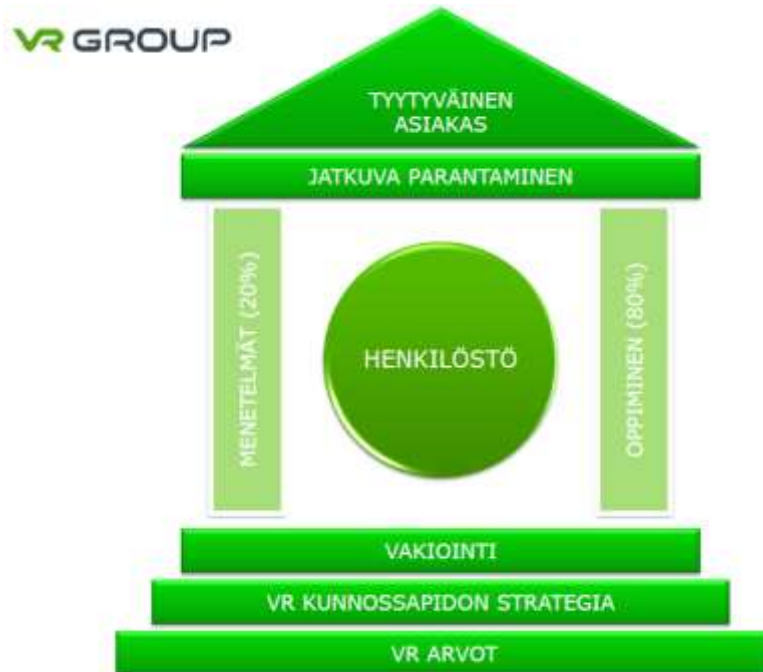 VR GROUP
TYYTYVÄINEN
ASIAKAS
JATKUVA PARANTAMINEN
MENETELMÄT (20%)
HENKILÖSTÖ
OPPIMINEN (80%)
VAKIOINTI
VR KUNNOSSAPIDON STRATEGIA
VR ARVOT